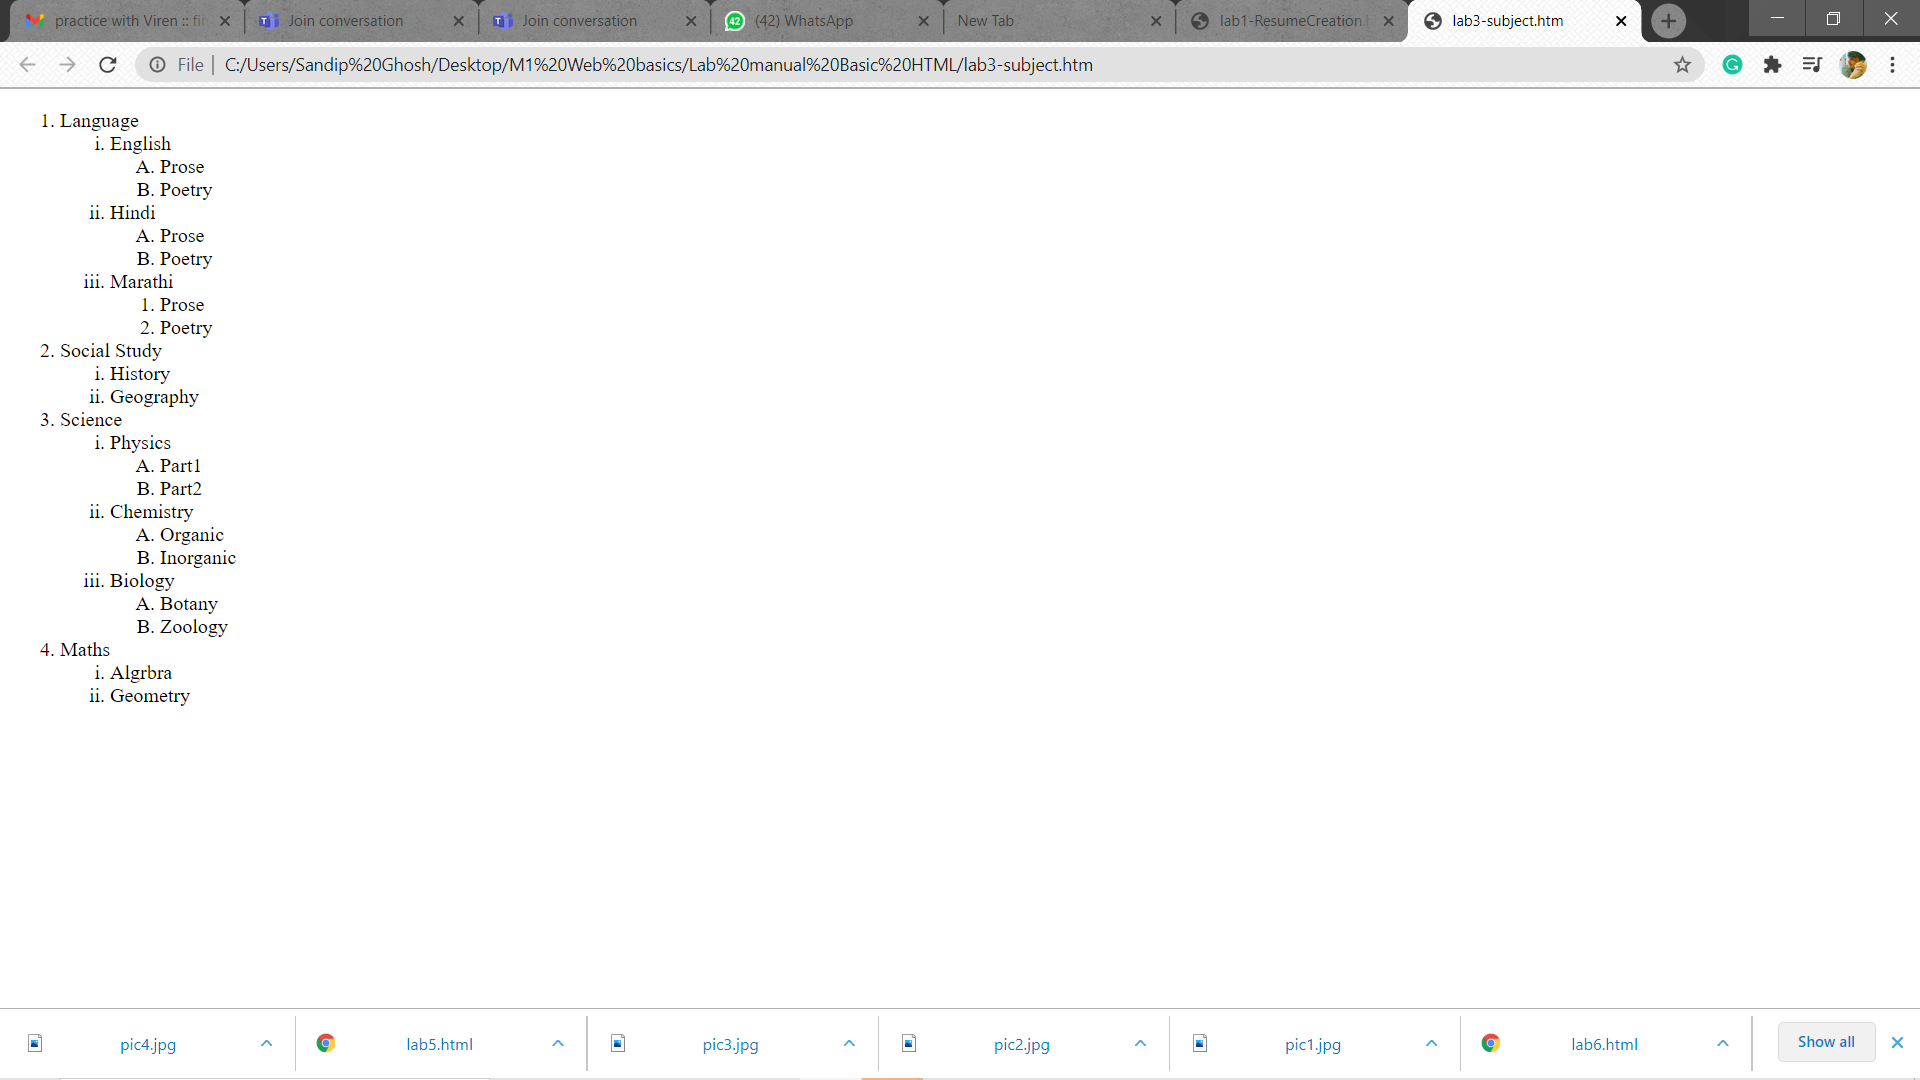 practice with Viren :: fi
Join conversation
Join conversation
42 (42) WhatsApp
New Tab
lab1-ResumeCreation.
lab3-subject.htm
File | C:/Users/Sandip%20Ghosh/Desktop/M1%20Web%20basics/Lab%20manual%20Basic%20HTML/lab3-subject.htm
1. Language
i. English
A. Prose
B. Poetry
ii. Hindi
A. Prose
B. Poetry
iii. Marathi
1. Prose
2. Poetry
2. Social Study
i. History
ii. Geography
3. Science
i. Physics
A. Part1
B. Part2
ii. Chemistry
A. Organic
B. Inorganic
iii. Biology
A. Botany
B. Zoology
4. Maths
i. Algrbra
ii. Geometry
pic4.jpg
lab5.html
pic3.jpg
pic2.jpg
pic1.jpg
lab6.html
Show all